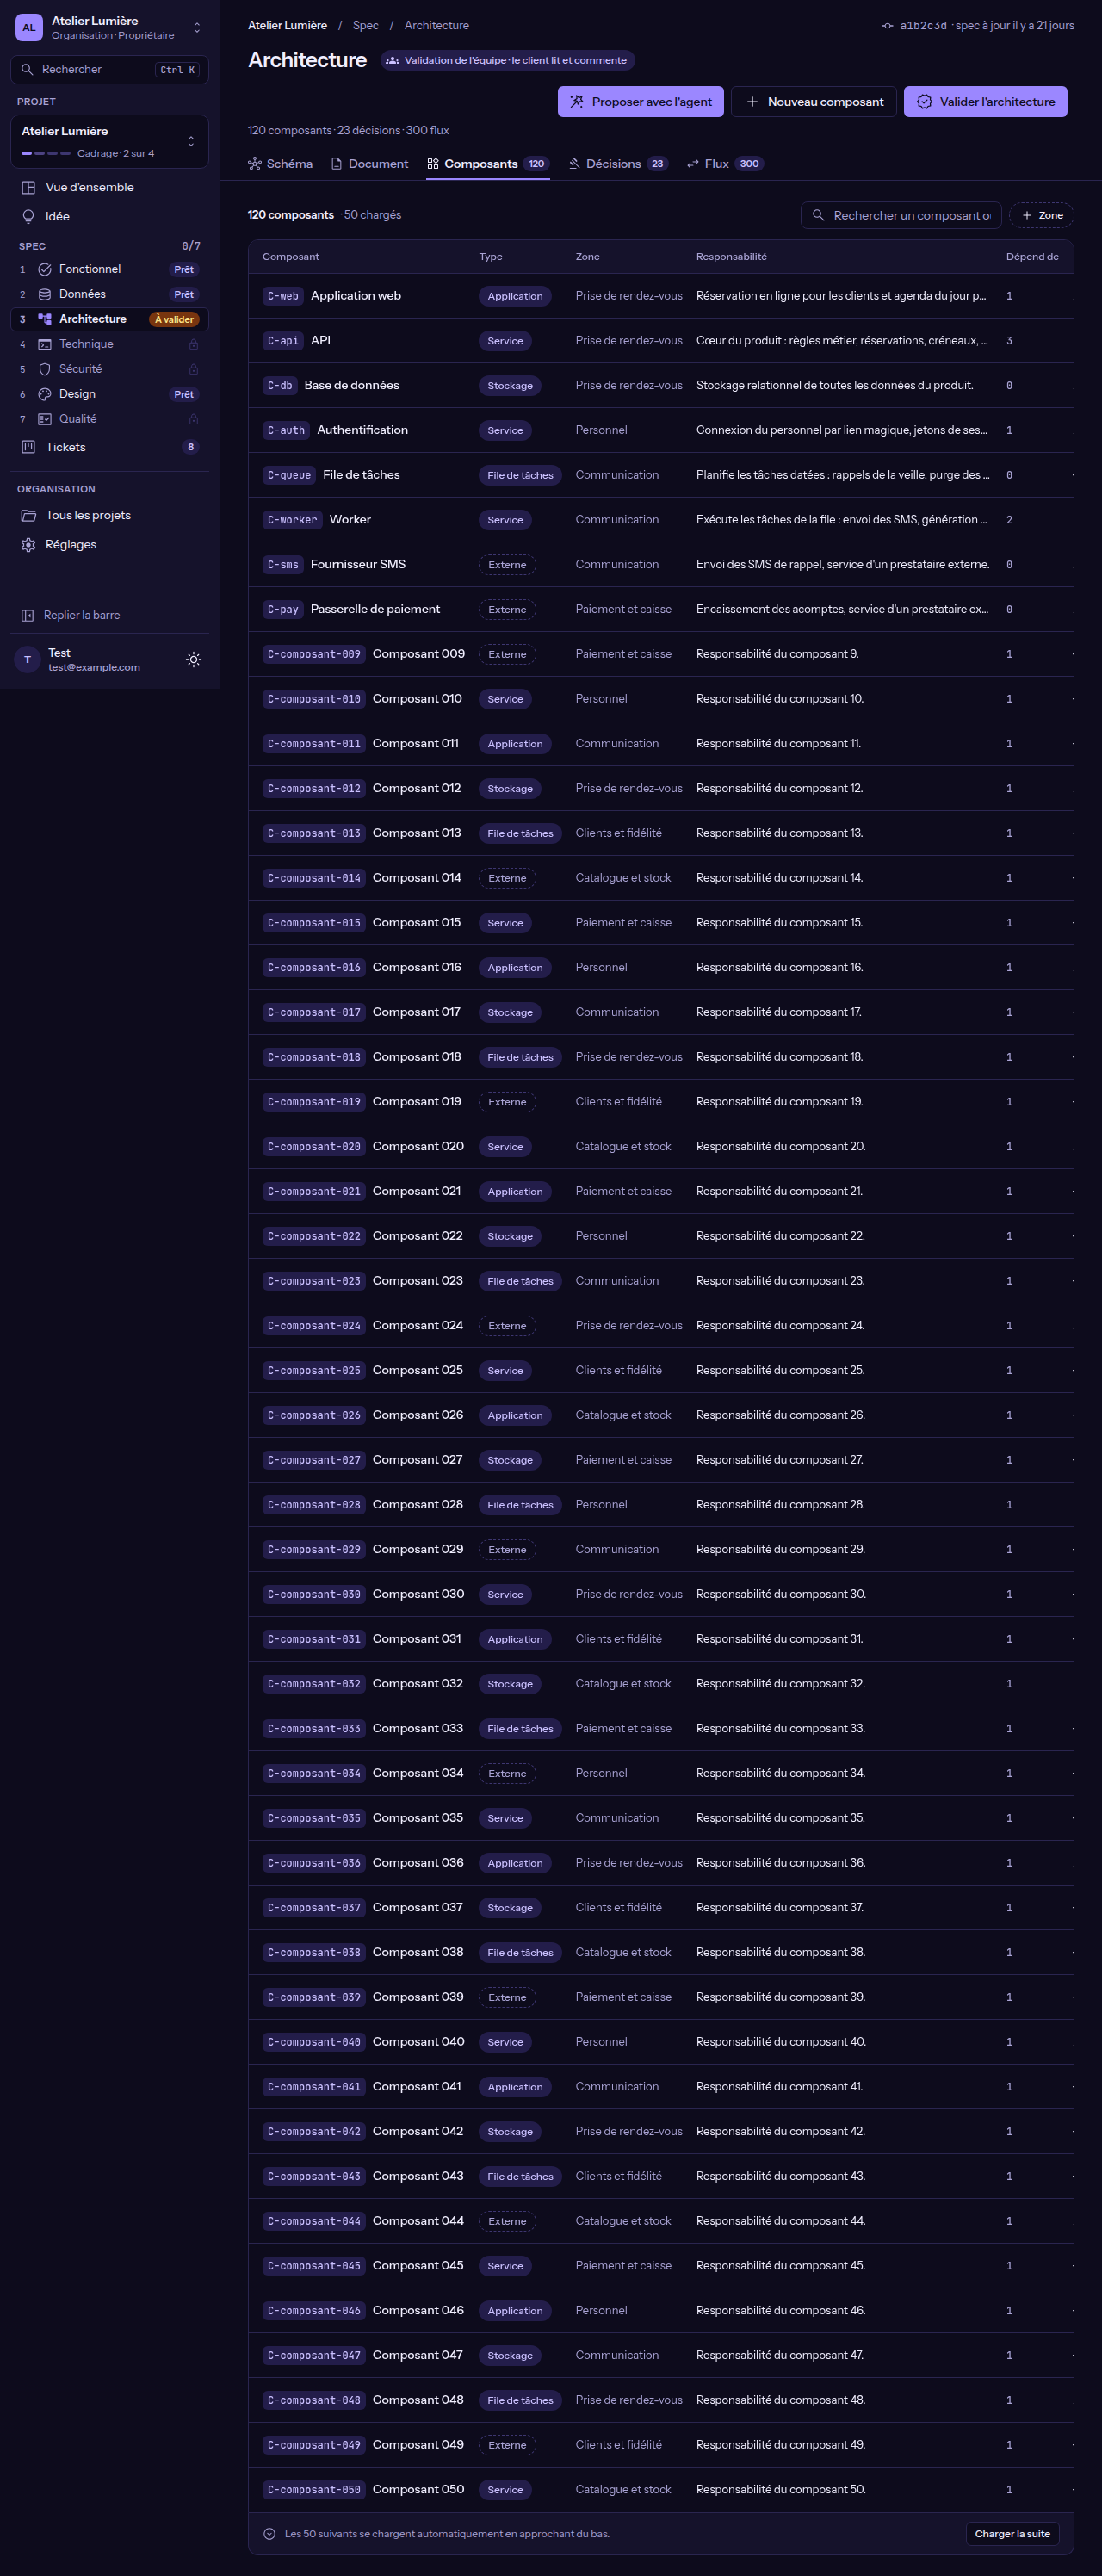 AL Atelier Lumière
Organisation · Propriétaire
Rechercher Ctrl K
PROJET
Atelier Lumière
Cadrage · 2 sur 4
Vue d'ensemble
Idée
SPEC 0/7
1 Fonctionnel Prêt
2 Données Prêt
3 Architecture À valider
4 Technique
5 Sécurité
6 Design Prêt
7 Qualité
Tickets 8
ORGANISATION
Tous les projets
Réglages
Replier la barre
T Test
test@example.com
Atelier Lumière / Spec / Architecture
a1b2c3d · spec à jour il y a 21 jours
Architecture Validation de l'équipe · le client lit et commente
Proposer avec l'agent Nouveau composant Valider l'architecture
120 composants · 23 décisions · 300 flux
Schéma Document Composants 120 Décisions 23 Flux 300
120 composants · 50 chargés Rechercher un composant o Zone
Composant Type Zone Responsabilité Dépend de
C-web Application web Application Prise de rendez-vous Réservation en ligne pour les clients et agenda du jour p... 1
C-api API Service Prise de rendez-vous Cœur du produit : règles métier, réservations, créneaux, ... 3
C-db Base de données Stockage Prise de rendez-vous Stockage relationnel de toutes les données du produit. 0
C-auth Authentification Service Personnel Connexion du personnel par lien magique, jetons de ses... 1
C-queue File de tâches File de tâches Communication Planifie les tâches datées : rappels de la veille, purge des ... 0
C-worker Worker Service Communication Exécute les tâches de la file : envoi des SMS, génération ... 2
C-sms Fournisseur SMS Externe Communication Envoi des SMS de rappel, service d'un prestataire externe. 0
C-pay Passerelle de paiement Externe Paiement et caisse Encaissement des acomptes, service d'un prestataire ex... 0
C-composant-009 Composant 009 Externe Paiement et caisse Responsabilité du composant 9. 1
C-composant-010 Composant 010 Service Personnel Responsabilité du composant 10. 1
C-composant-011 Composant 011 Application Communication Responsabilité du composant 11. 1
C-composant-012 Composant 012 Stockage Prise de rendez-vous Responsabilité du composant 12. 1
C-composant-013 Composant 013 File de tâches Clients et fidélité Responsabilité du composant 13. 1
C-composant-014 Composant 014 Externe Catalogue et stock Responsabilité du composant 14. 1
C-composant-015 Composant 015 Service Paiement et caisse Responsabilité du composant 15. 1
C-composant-016 Composant 016 Application Personnel Responsabilité du composant 16. 1
C-composant-017 Composant 017 Stockage Communication Responsabilité du composant 17. 1
C-composant-018 Composant 018 File de tâches Prise de rendez-vous Responsabilité du composant 18. 1
C-composant-019 Composant 019 Externe Clients et fidélité Responsabilité du composant 19. 1
C-composant-020 Composant 020 Service Catalogue et stock Responsabilité du composant 20. 1
C-composant-021 Composant 021 Application Paiement et caisse Responsabilité du composant 21. 1
C-composant-022 Composant 022 Stockage Personnel Responsabilité du composant 22. 1
C-composant-023 Composant 023 File de tâches Communication Responsabilité du composant 23. 1
C-composant-024 Composant 024 Externe Prise de rendez-vous Responsabilité du composant 24. 1
C-composant-025 Composant 025 Service Clients et fidélité Responsabilité du composant 25. 1
C-composant-026 Composant 026 Application Catalogue et stock Responsabilité du composant 26. 1
C-composant-027 Composant 027 Stockage Paiement et caisse Responsabilité du composant 27. 1
C-composant-028 Composant 028 File de tâches Personnel Responsabilité du composant 28. 1
C-composant-029 Composant 029 Externe Communication Responsabilité du composant 29. 1
C-composant-030 Composant 030 Service Prise de rendez-vous Responsabilité du composant 30. 1
C-composant-031 Composant 031 Application Clients et fidélité Responsabilité du composant 31. 1
C-composant-032 Composant 032 Stockage Catalogue et stock Responsabilité du composant 32. 1
C-composant-033 Composant 033 File de tâches Paiement et caisse Responsabilité du composant 33. 1
C-composant-034 Composant 034 Externe Personnel Responsabilité du composant 34. 1
C-composant-035 Composant 035 Service Communication Responsabilité du composant 35. 1
C-composant-036 Composant 036 Application Prise de rendez-vous Responsabilité du composant 36. 1
C-composant-037 Composant 037 Stockage Clients et fidélité Responsabilité du composant 37. 1
C-composant-038 Composant 038 File de tâches Catalogue et stock Responsabilité du composant 38. 1
C-composant-039 Composant 039 Externe Paiement et caisse Responsabilité du composant 39. 1
C-composant-040 Composant 040 Service Personnel Responsabilité du composant 40. 1
C-composant-041 Composant 041 Application Communication Responsabilité du composant 41. 1
C-composant-042 Composant 042 Stockage Prise de rendez-vous Responsabilité du composant 42. 1
C-composant-043 Composant 043 File de tâches Clients et fidélité Responsabilité du composant 43. 1
C-composant-044 Composant 044 Externe Catalogue et stock Responsabilité du composant 44. 1
C-composant-045 Composant 045 Service Paiement et caisse Responsabilité du composant 45. 1
C-composant-046 Composant 046 Application Personnel Responsabilité du composant 46. 1
C-composant-047 Composant 047 Stockage Communication Responsabilité du composant 47. 1
C-composant-048 Composant 048 File de tâches Prise de rendez-vous Responsabilité du composant 48. 1
C-composant-049 Composant 049 Externe Clients et fidélité Responsabilité du composant 49. 1
C-composant-050 Composant 050 Service Catalogue et stock Responsabilité du composant 50. 1
Les 50 suivants se chargent automatiquement en approchant du bas. Charger la suite